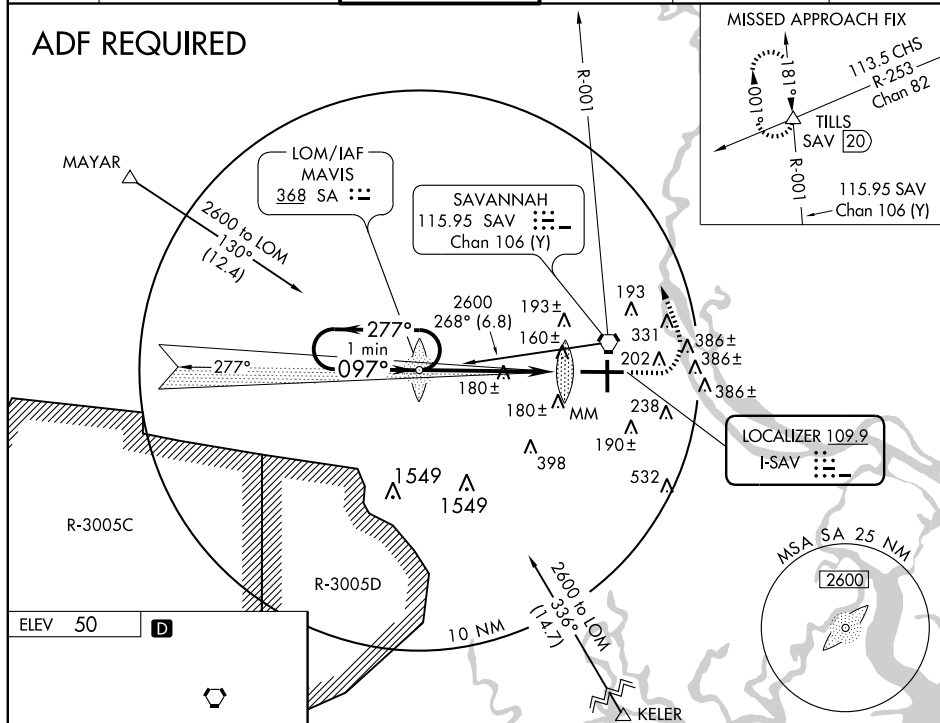 ADF REQUIRED
MISSED APPROACH FIX
113.5 CHS
R-253
Chan 82
181°
001°
TILLS
SAV 20
R-001
115.95 SAV
Chan 106 (Y)
R-001
MAYAR
LOM/IAF
MAVIS
368 SA
SAVANNAH
115.95 SAV
Chan 106 (Y)
2600 to LOM
130°
(12.4)
2600
268° (6.8)
193±
193
160±
331
386±
202
386±
386±
277°
1 min
097°
277°
180±
180±
MM
238
190±
398
532
LOCALIZER 109.9
I-SAV
1549
1549
R-3005C
R-3005D
MSA SA 25 NM
2600
2600 to LOM
336°
(14.7)
10 NM
ELEV 50
D
KELER